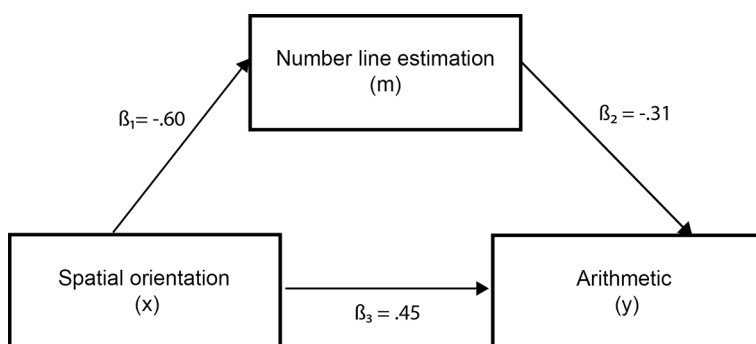 Number line estimation
(m)
ß₁= -.60
ß₂ = -.31
Spatial orientation
(x)
Arithmetic
(y)
ß₃ = .45